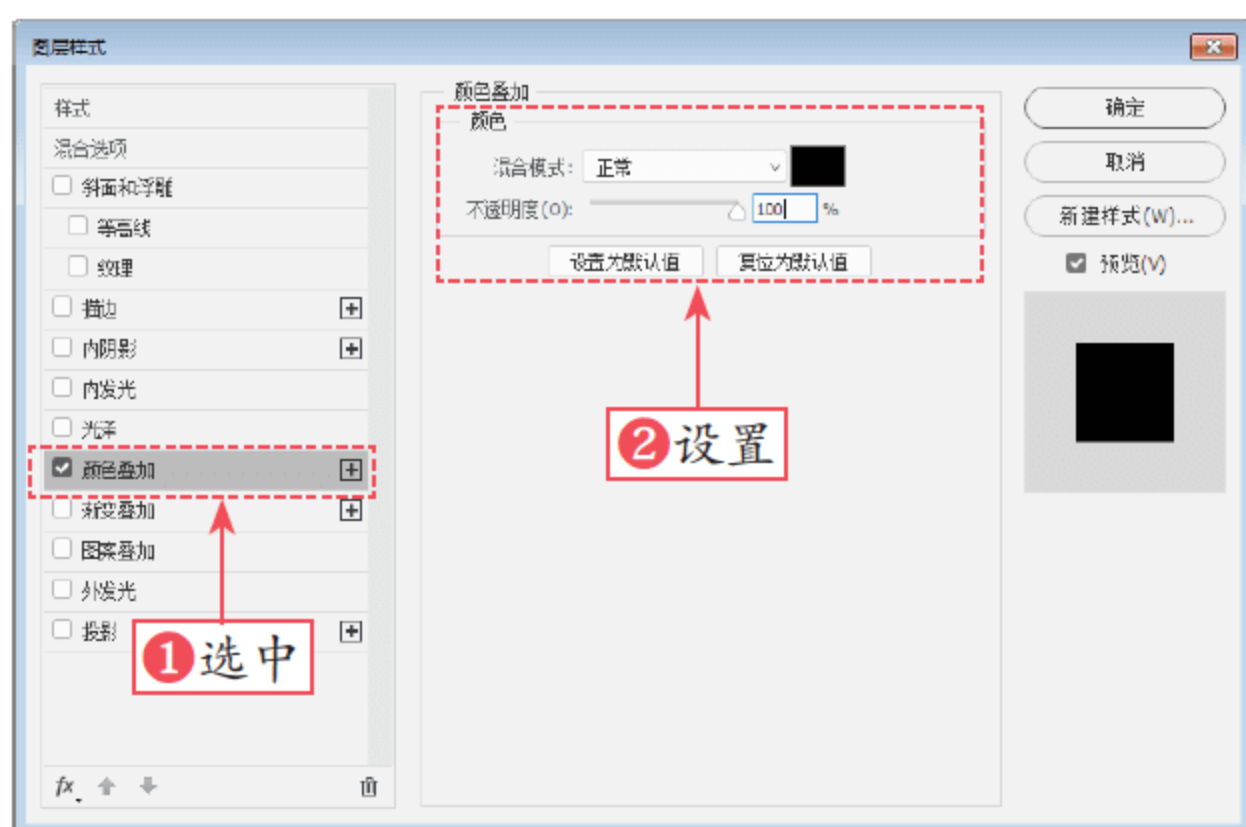 图层样式
样式
混合选项
斜面和浮雕
等高线
纹理
描边
内阴影
内发光
光泽
颜色叠加
渐变叠加
图案叠加
外发光
投影
fx
1 选中
颜色叠加
颜色
混合模式: 正常
不透明度(O): 100 %
设置为默认值 复位为默认值
2 设置
确定
取消
新建样式(W)...
预览(V)